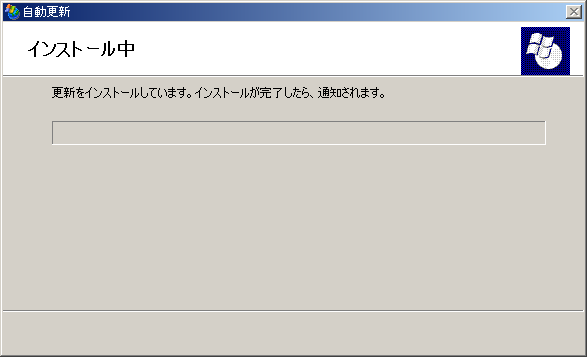 自動更新
インストール中
更新をインストールしています。インストールが完了したら、通知されます。